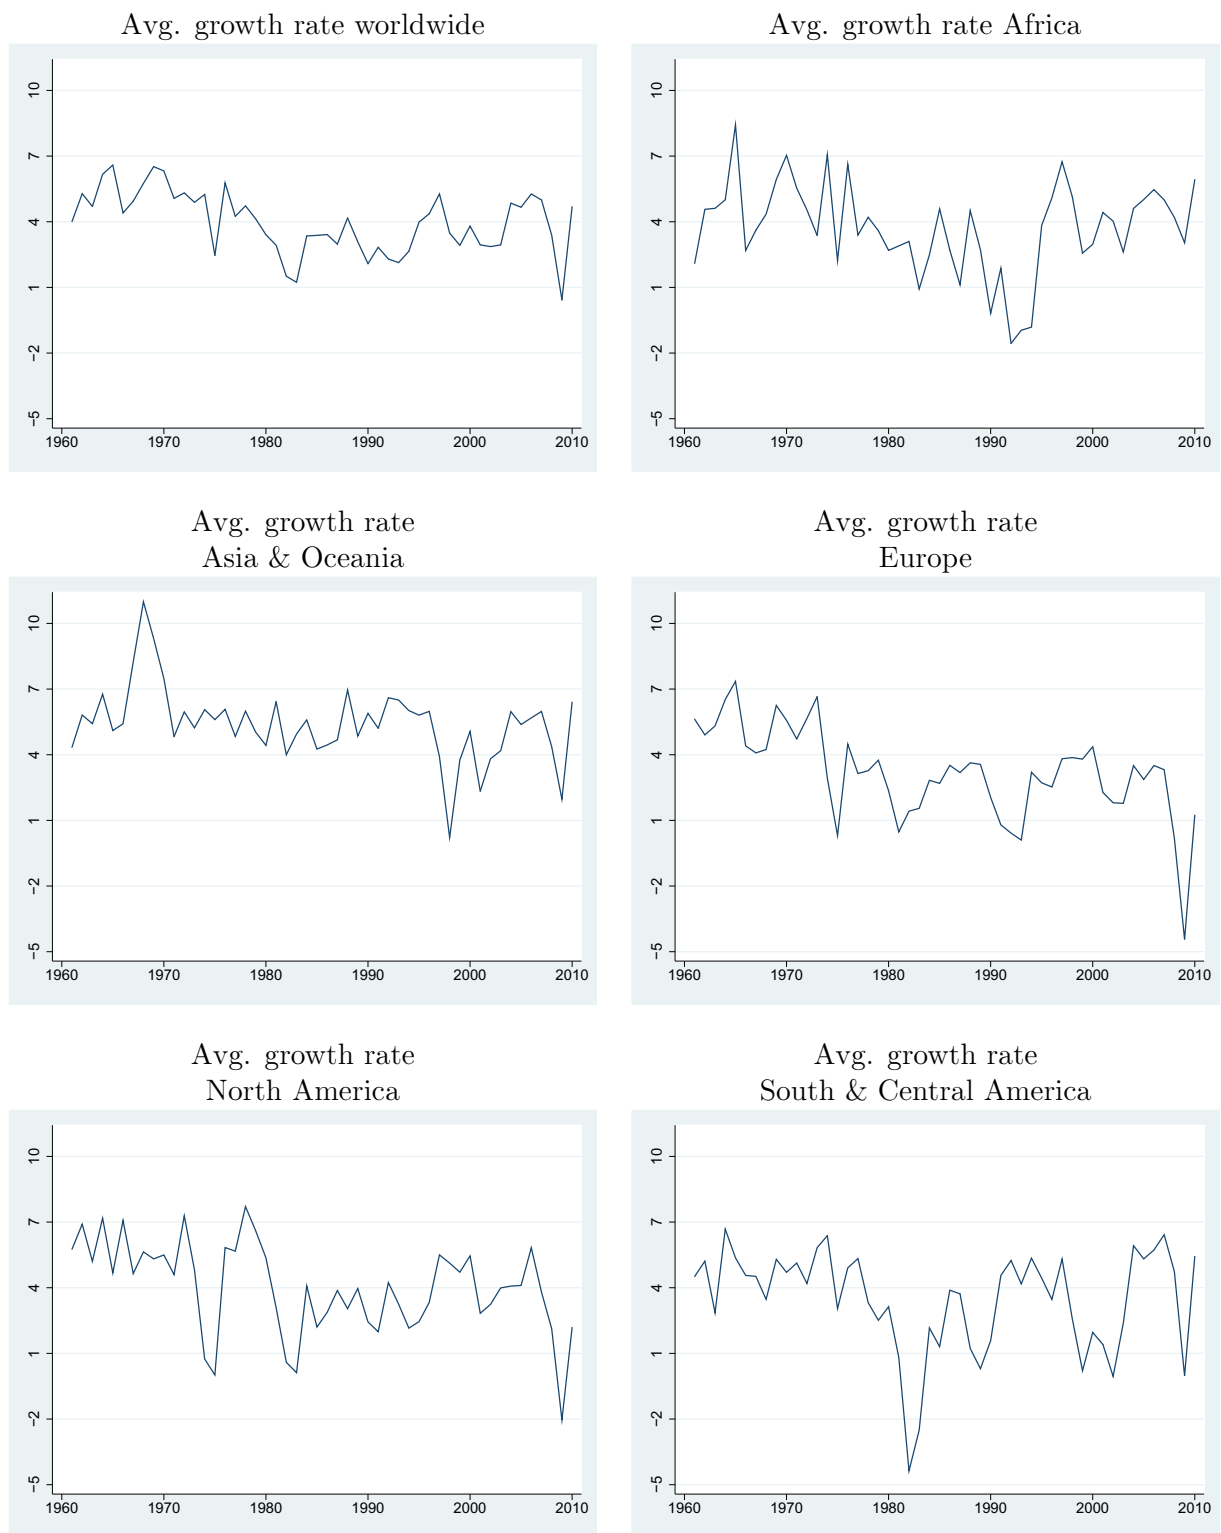 Avg. growth rate worldwide
10
7
4
1
−2
−5
1960 1970 1980 1990 2000 2010
Avg. growth rate Africa
10
7
4
1
−2
−5
1960 1970 1980 1990 2000 2010
Avg. growth rate
Asia & Oceania
10
7
4
1
−2
−5
1960 1970 1980 1990 2000 2010
Avg. growth rate
Europe
10
7
4
1
−2
−5
1960 1970 1980 1990 2000 2010
Avg. growth rate
North America
10
7
4
1
−2
−5
1960 1970 1980 1990 2000 2010
Avg. growth rate
South & Central America
10
7
4
1
−2
−5
1960 1970 1980 1990 2000 2010